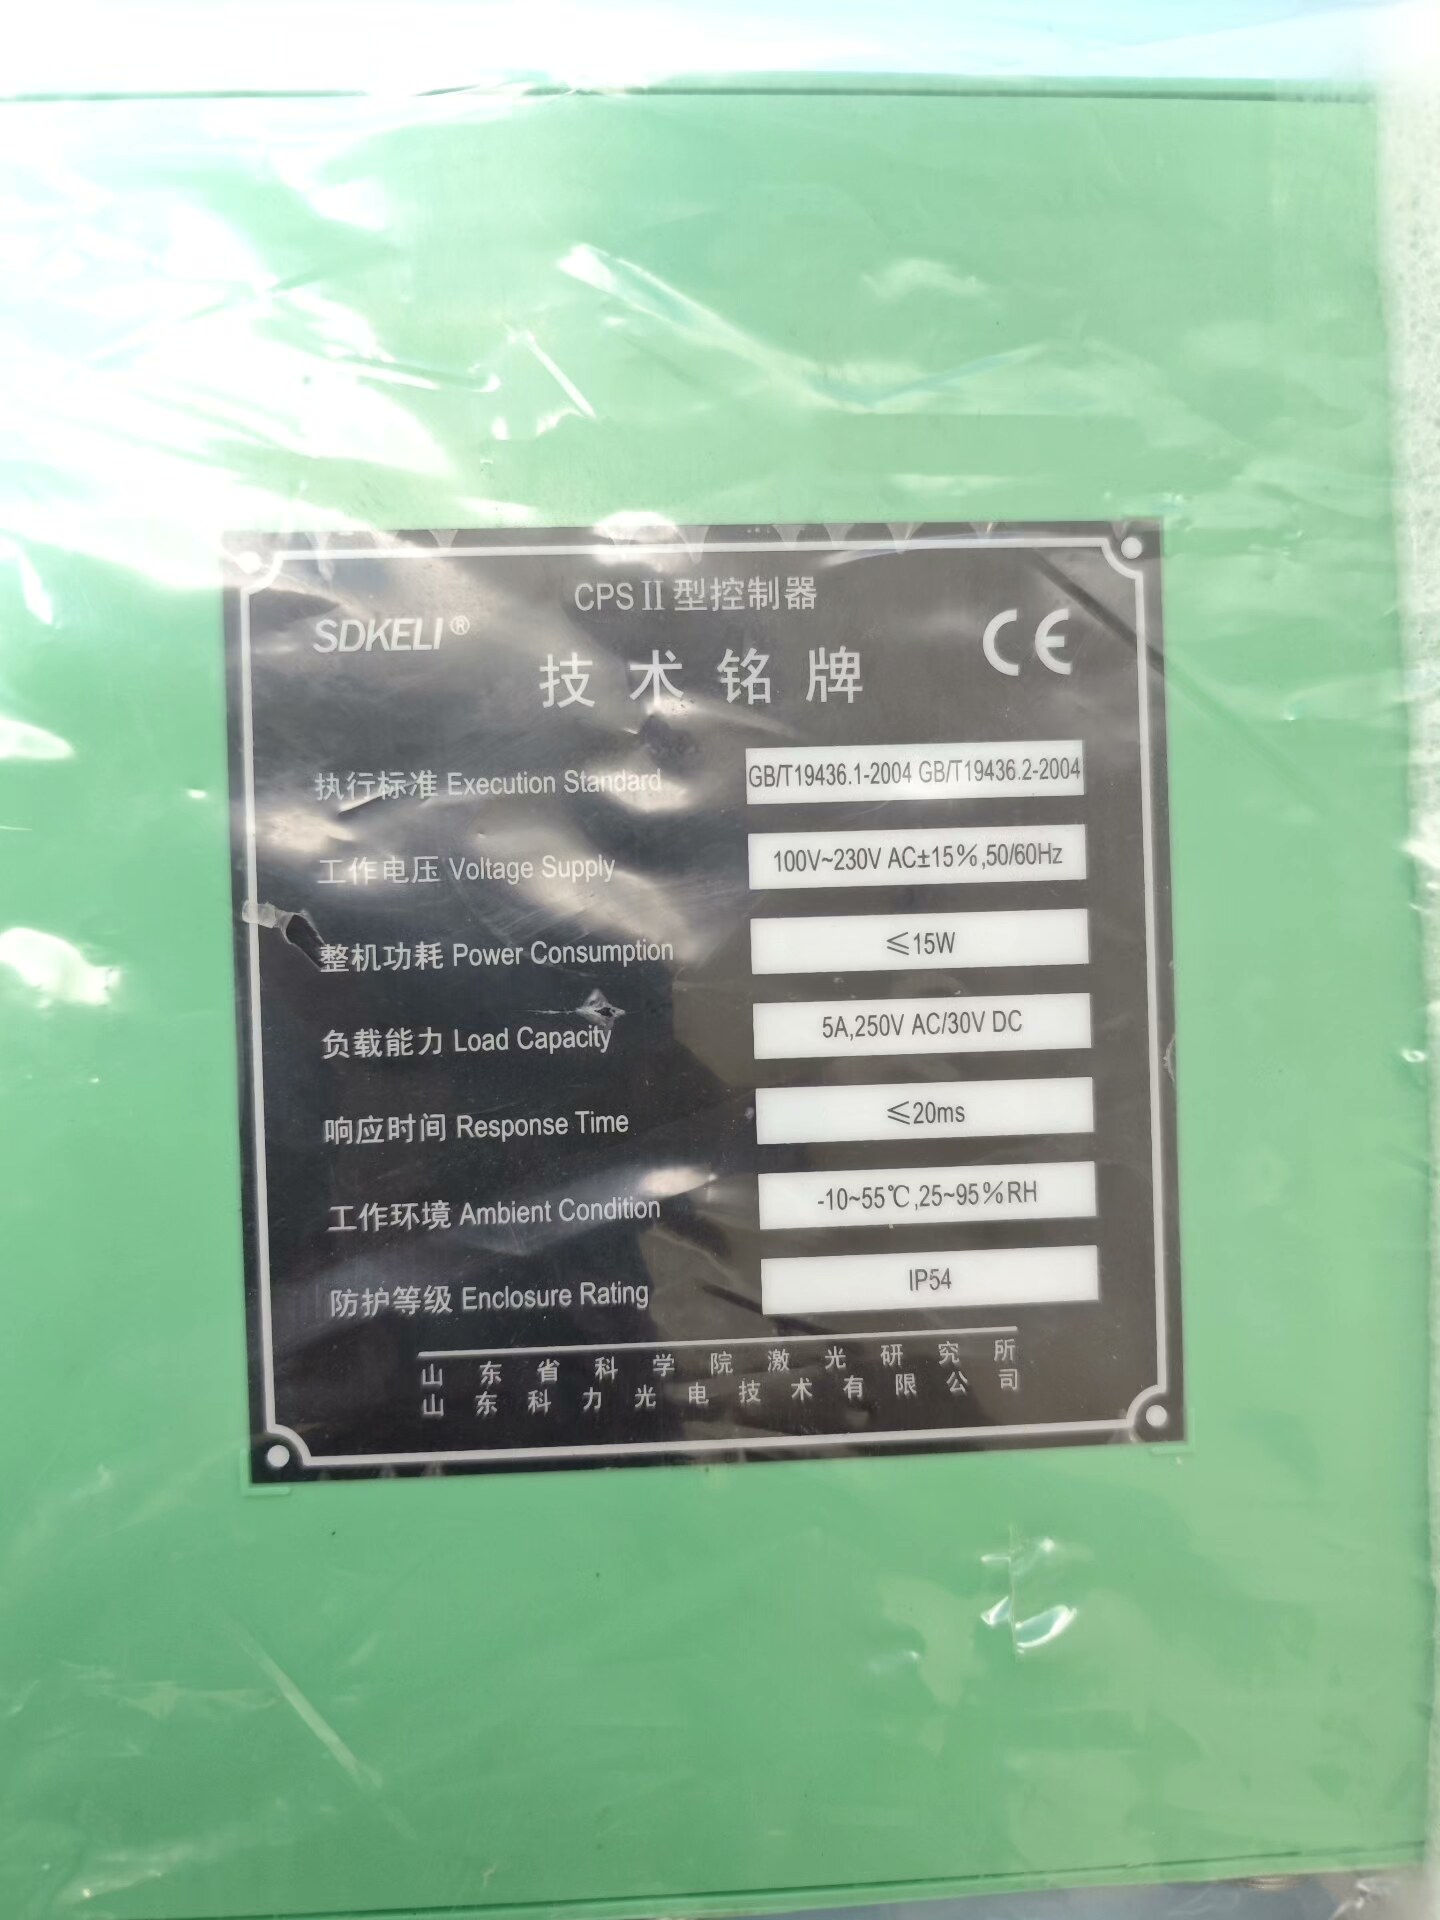 CPS II 型控制器
SDKELI® CE
技术铭牌
执行标准 Execution Standard GB/T19436.1-2004 GB/T19436.2-2004
工作电压 Voltage Supply 100V~230V AC±15%,50/60Hz
整机功耗 Power Consumption ≤15W
负载能力 Load Capacity 5A,250V AC/30V DC
响应时间 Response Time ≤20ms
工作环境 Ambient Condition -10~55℃,25~95%RH
防护等级 Enclosure Rating IP54
山东省科学院激光研究所
山东科力光电技术有限公司